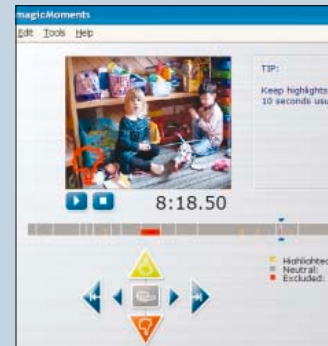 magicMoments
Edit Tools Help
TIP:
Keep highlights
10 seconds usu
8:18.50
Highlighted
Neutral:
Excluded: